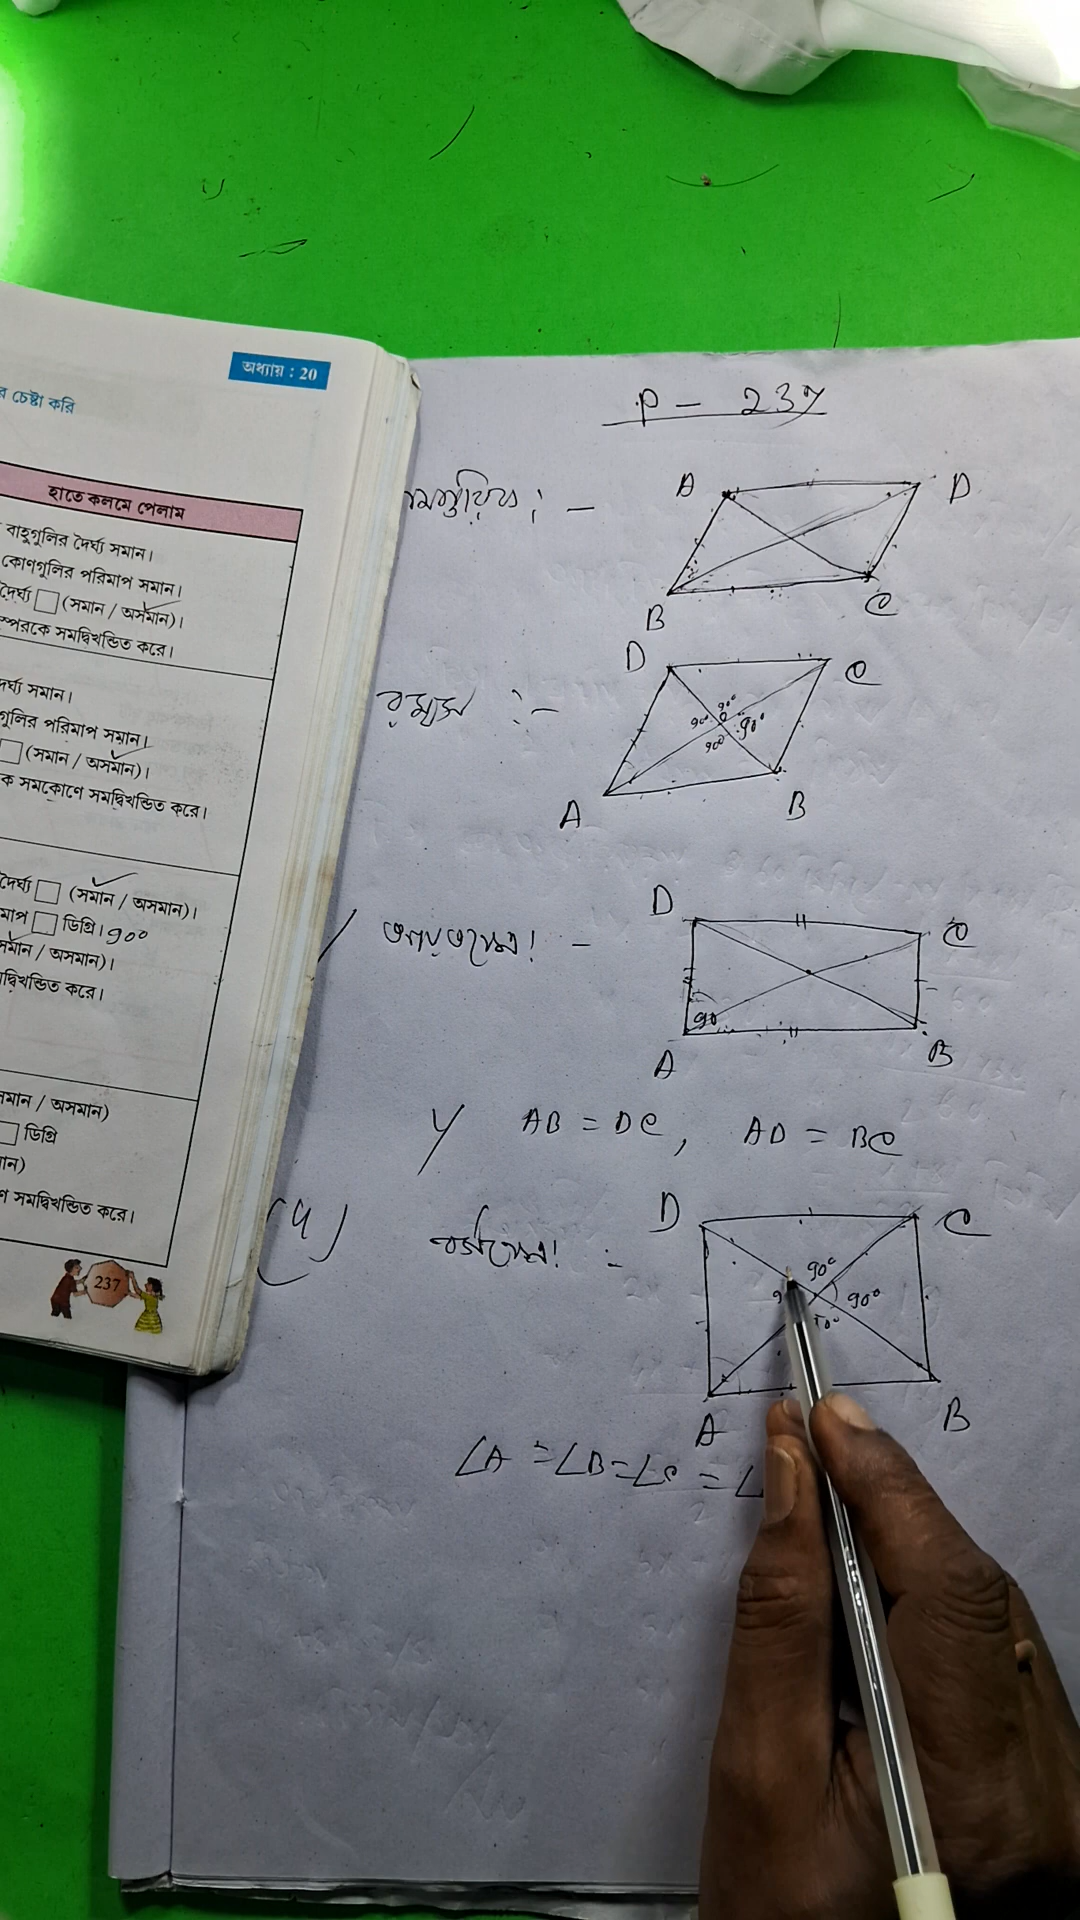 অধ্যায় : 20
র চেষ্টা করি
হাতে কলমে পেলাম
বাহুগুলির দৈর্ঘ্য সমান।
কোণগুলির পরিমাপ সমান।
দৈর্ঘ্য (সমান / অসমান)।
স্পরকে সমদ্বিখণ্ডিত করে।
দৈর্ঘ্য সমান।
গুলির পরিমাপ সমান।
(সমান / অসমান)।
ক সমকোণে সমদ্বিখণ্ডিত করে।
দৈর্ঘ্য (সমান / অসমান)।
মাপ ডিগ্রি। 90°
সমান / অসমান)।
দ্বিখণ্ডিত করে।
সমান / অসমান)
ডিগ্রি
মান)
ণে সমদ্বিখণ্ডিত করে।
237
P - 237
A D
B C
রম্বস :-
D C
90° 90°
90° 90°
A B
আয়তক্ষেত্র :-
D C
90
A B
AB = DC, AD = BC
বর্গক্ষেত্র :-
D C
90°
9 90°
A B
∠A = ∠B = ∠C = ∠